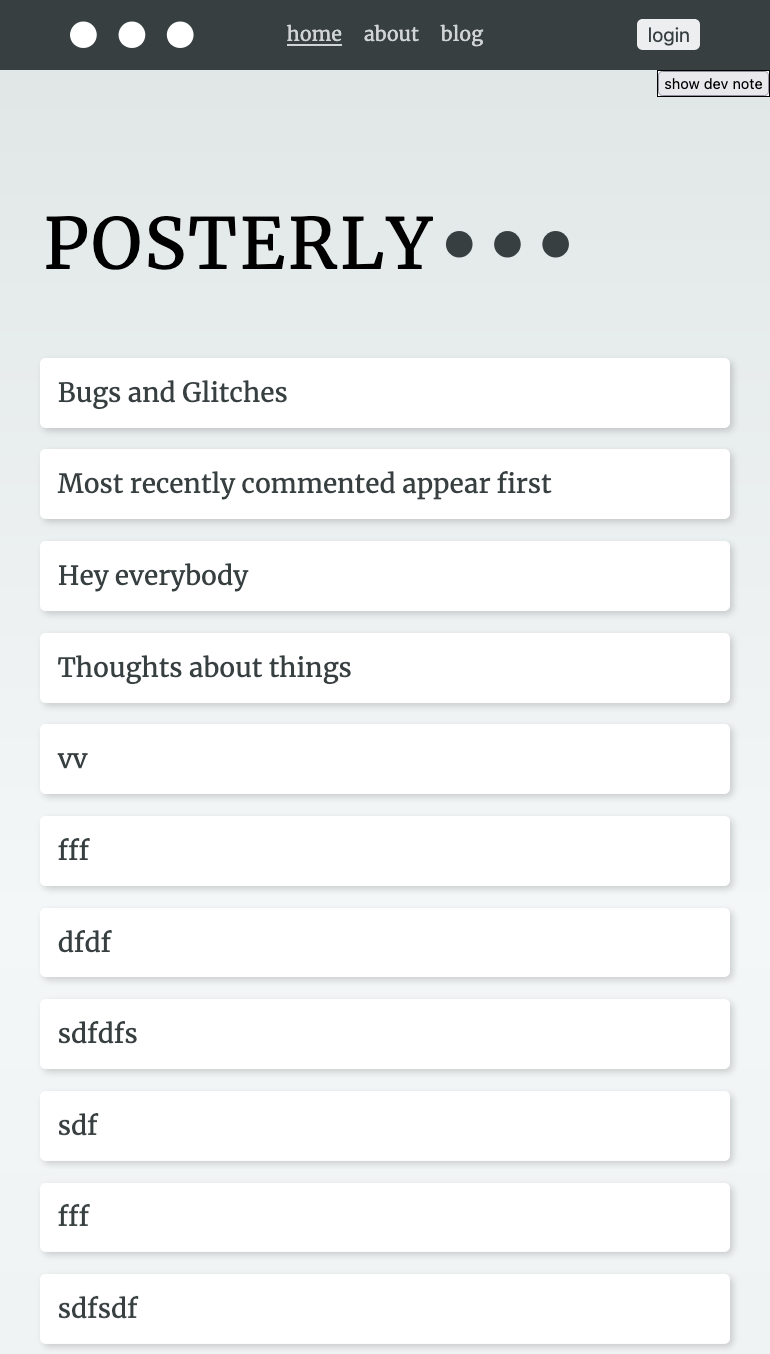 home about blog login
show dev note
POSTERLY
Bugs and Glitches
Most recently commented appear first
Hey everybody
Thoughts about things
vv
fff
dfdf
sdfdfs
sdf
fff
sdfsdf